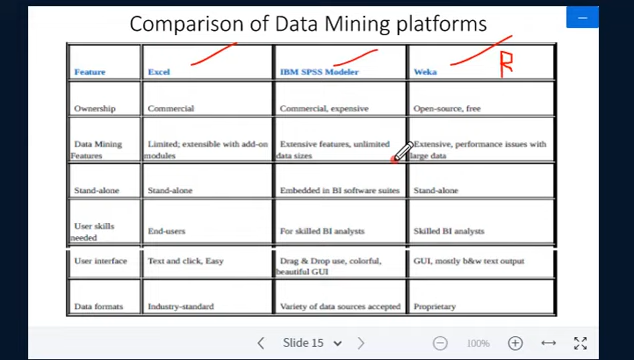 Comparison of Data Mining platforms
Feature Excel IBM SPSS Modeler Weka R
Ownership Commercial Commercial, expensive Open-source, free
Data Mining Limited; extensible with add-on Extensive features, unlimited Extensive, performance issues with
Features modules data sizes large data
Stand-alone Stand-alone Embedded in BI software suites Stand-alone
User skills
needed End-users For skilled BI analysts Skilled BI analysts
User interface Text and click, Easy Drag & Drop use, colorful, GUI, mostly b&w text output
beautiful GUI
Data formats Industry-standard Variety of data sources accepted Proprietary
Slide 15 100%